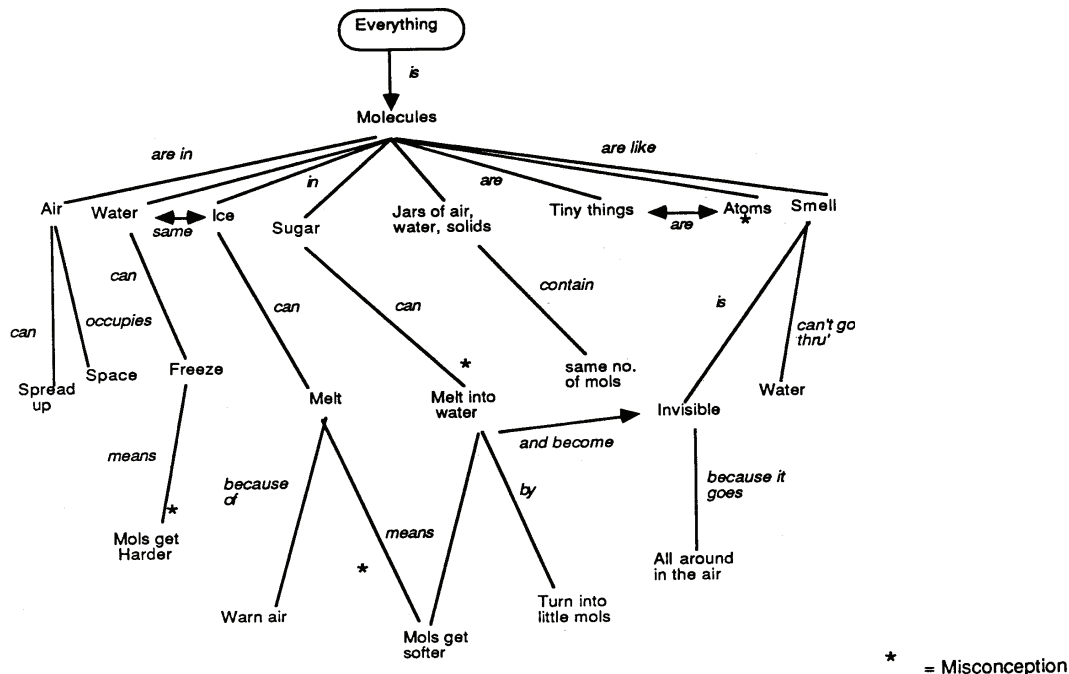 Everything
is
Molecules
are in
in
are
are like
Air
Water
same
Ice
Sugar
Jars of air,
water, solids
Tiny things
are
Atoms
*
Smell
can
occupies
can
can
can
contain
is
can't go
thru'
Spread
up
Space
Freeze
Melt
*
Melt into
water
same no.
of mols
Invisible
Water
means
*
Mols get
Harder
because
of
means
*
and become
by
because it
goes
Warn air
Mols get
softer
Turn into
little mols
All around
in the air
* = Misconception